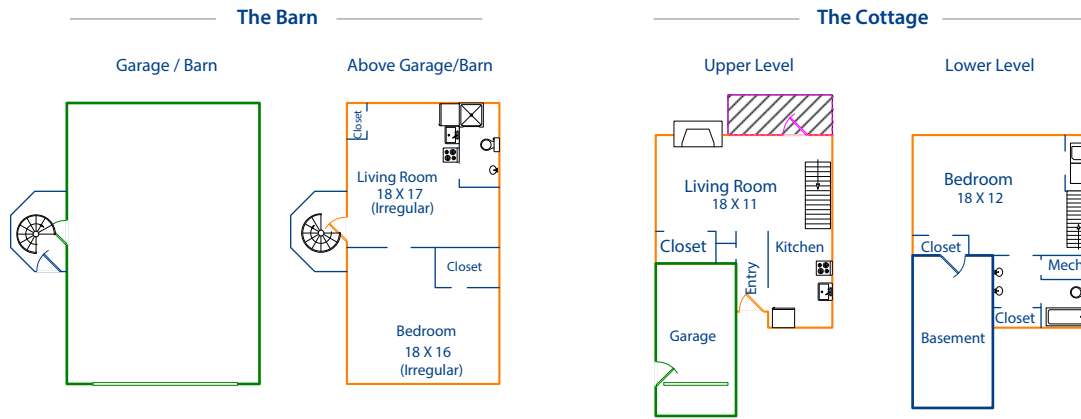 The Barn
The Cottage
Garage / Barn
Above Garage/Barn
Upper Level
Lower Level
Closet
Living Room
18 X 17
(Irregular)
Closet
Bedroom
18 X 16
(Irregular)
Living Room
18 X 11
Closet
Kitchen
Entry
Garage
Bedroom
18 X 12
Closet
Mech
Closet
Basement